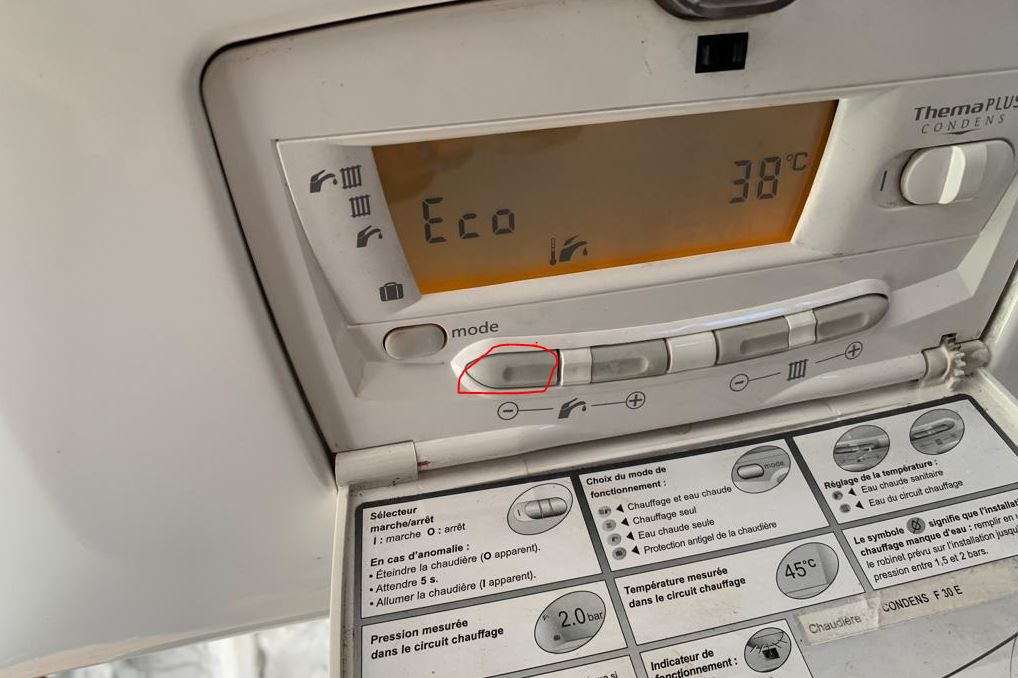 ThemaPLUS
CONDENS
Eco
38°C
I
mode
Sélecteur
marche/arrêt
I : marche O : arrêt
En cas d'anomalie :
• Éteindre la chaudière (O apparent).
• Attendre 5 s.
• Allumer la chaudière (I apparent).
Choix du mode de
fonctionnement :
mode
Chauffage et eau chaude
Chauffage seul
Eau chaude seule
Protection antigel de la chaudière
Réglage de la température :
Eau chaude sanitaire
Eau du circuit chauffage
Pression mesurée
dans le circuit chauffage
2.0 bar
Température mesurée
dans le circuit chauffage
45°C
Le symbole signifie que l'installa
chauffage manque d'eau : remplir en
le robinet prévu sur l'installation jusqu
pression entre 1,5 et 2 bars.
Chaudière
CONDENS F 30 E
Indicateur de
fonctionnement :